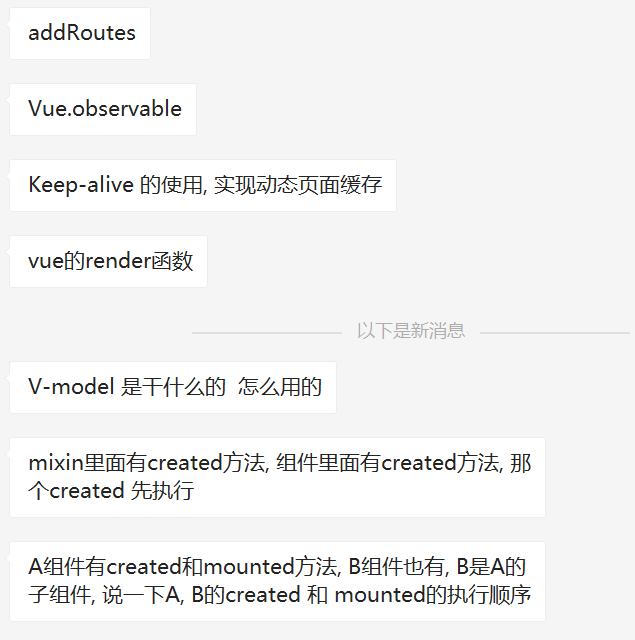 addRoutes
Vue.observable
Keep-alive 的使用, 实现动态页面缓存
vue的render函数
以下是新消息
V-model 是干什么的  怎么用的
mixin里面有created方法, 组件里面有created方法, 那
个created 先执行
A组件有created和mounted方法, B组件也有, B是A的
子组件, 说一下A, B的created 和 mounted的执行顺序